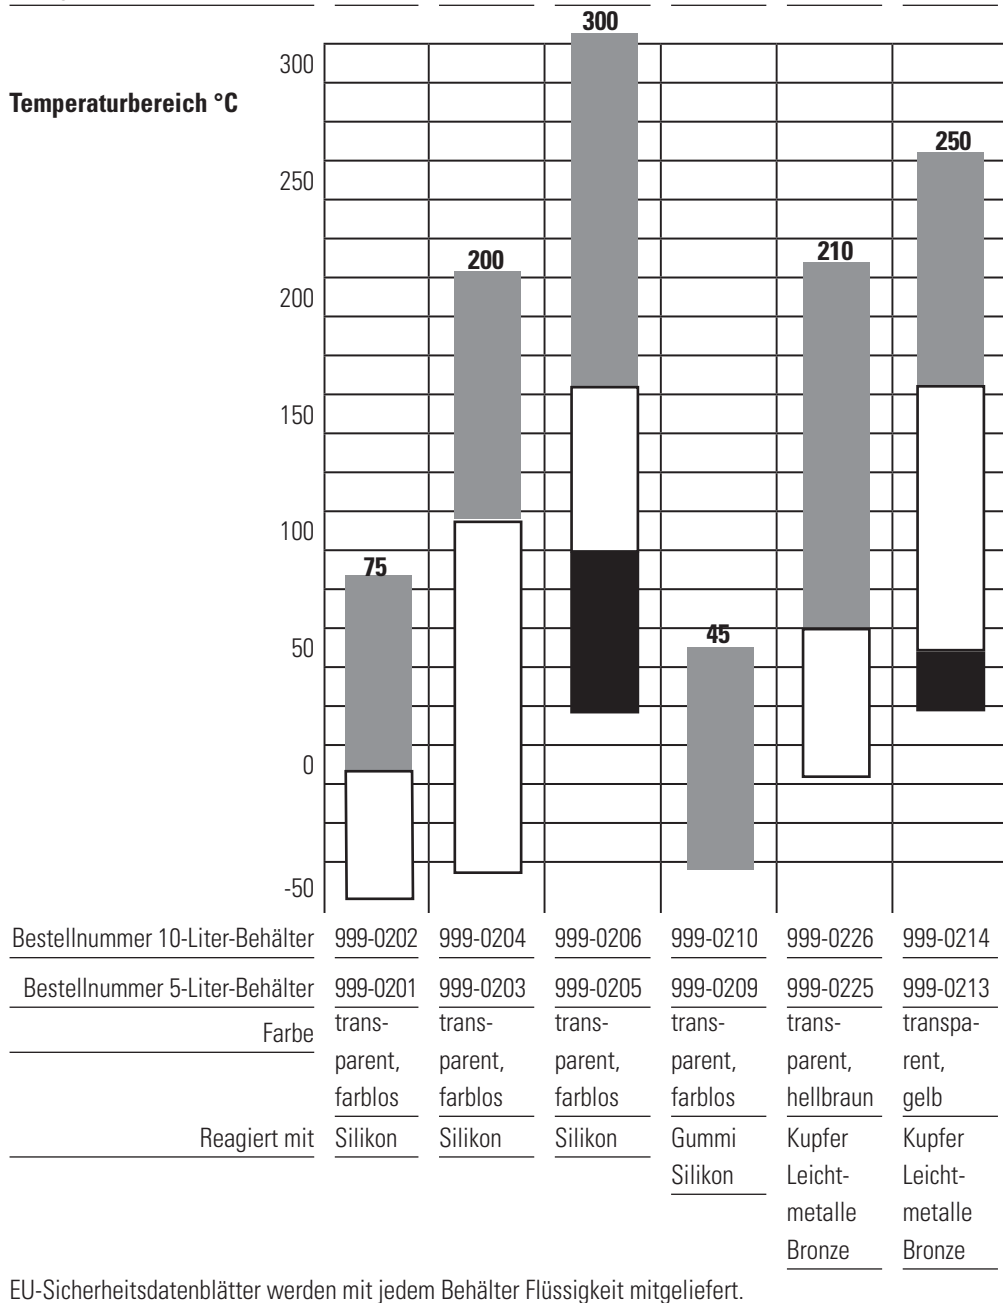 300
300
Temperaturbereich °C
250
250
210
200
200
150
100
75
45
50
0
-50
Bestellnummer 10-Liter-Behälter 999-0202 999-0204 999-0206 999-0210 999-0226 999-0214
Bestellnummer 5-Liter-Behälter 999-0201 999-0203 999-0205 999-0209 999-0225 999-0213
Farbe trans- trans- trans- trans- trans- transpa-
parent, parent, parent, parent, parent, rent,
farblos farblos farblos farblos hellbraun gelb
Reagiert mit Silikon Silikon Silikon Gummi Kupfer Kupfer
Silikon Leicht- Leicht-
metalle metalle
Bronze Bronze
EU-Sicherheitsdatenblätter werden mit jedem Behälter Flüssigkeit mitgeliefert.